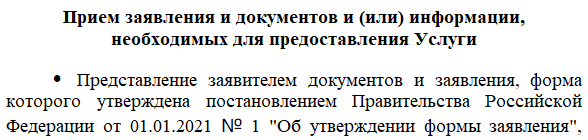 Прием заявления и документов и (или) информации,
необходимых для предоставления Услуги
• Представление заявителем документов и заявления, форма
которого утверждена постановлением Правительства Российской
Федерации от 01.01.2021 № 1 "Об утверждении формы заявления",